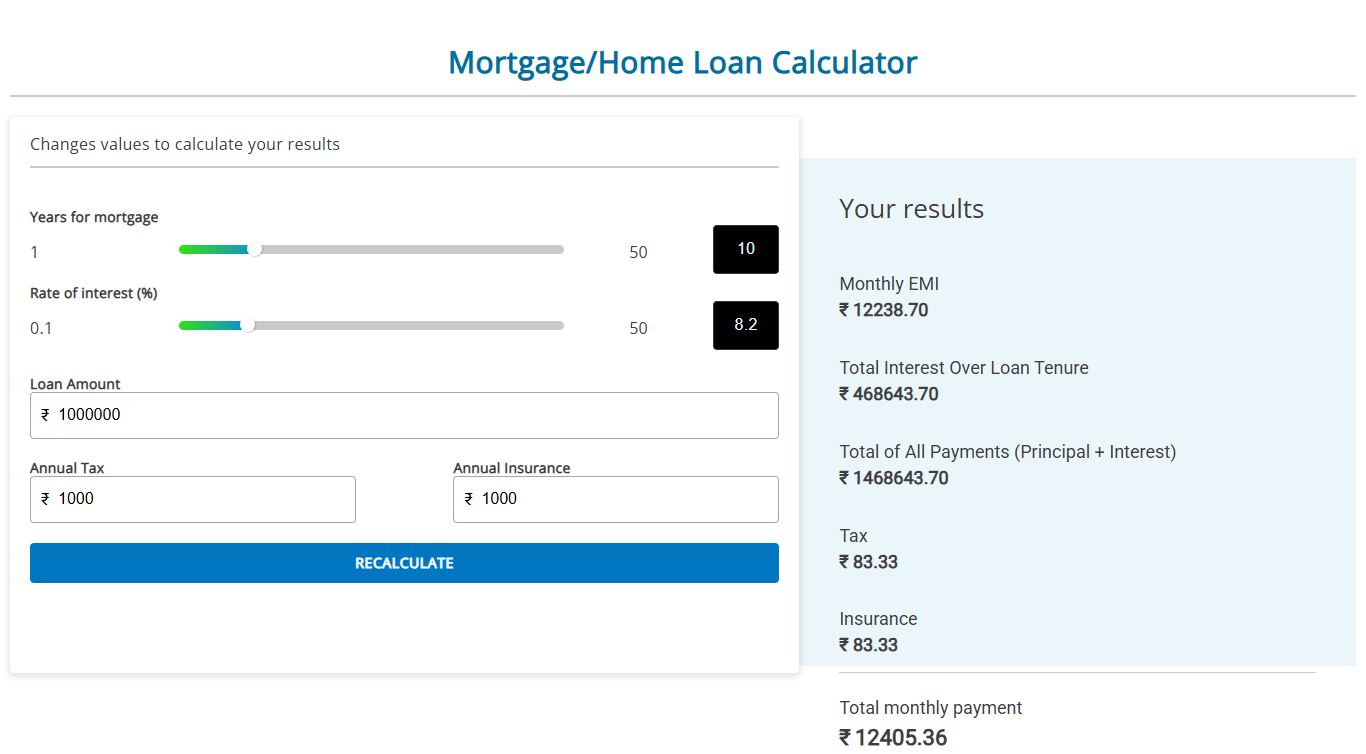 Mortgage/Home Loan Calculator
Changes values to calculate your results
Years for mortgage
1 50 10
Rate of interest (%)
0.1 50 8.2
Loan Amount
₹ 1000000
Annual Tax Annual Insurance
₹ 1000 ₹ 1000
RECALCULATE
Your results
Monthly EMI
₹ 12238.70
Total Interest Over Loan Tenure
₹ 468643.70
Total of All Payments (Principal + Interest)
₹ 1468643.70
Tax
₹ 83.33
Insurance
₹ 83.33
Total monthly payment
₹ 12405.36